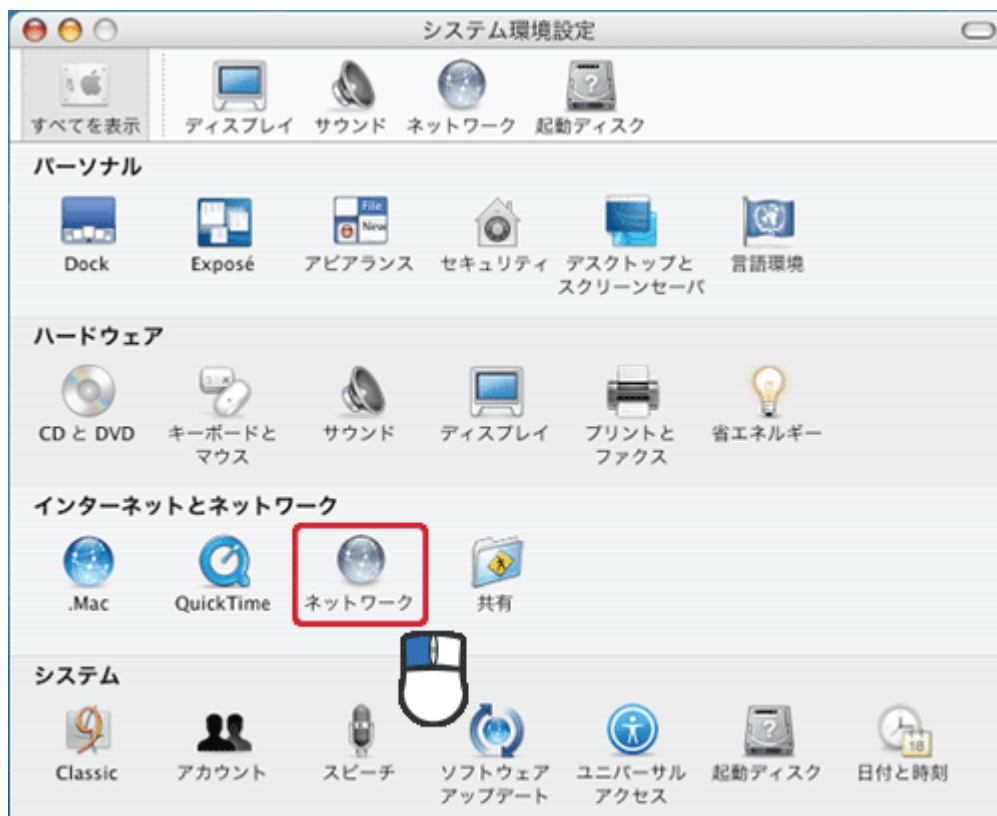 システム環境設定
すべてを表示 ディスプレイ サウンド ネットワーク 起動ディスク
パーソナル
File
New
Dock Exposé アピアランス セキュリティ デスクトップと 言語環境
スクリーンセーバ
ハードウェア
CD と DVD キーボードと サウンド ディスプレイ プリントと 省エネルギー
マウス ファクス
インターネットとネットワーク
.Mac QuickTime ネットワーク 共有
システム
18
Classic アカウント スピーチ ソフトウェア ユニバーサル 起動ディスク 日付と時刻
アップデート アクセス